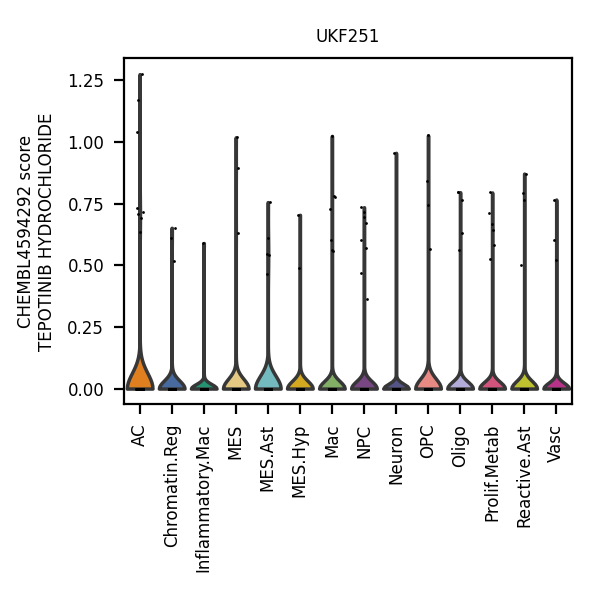 UKF251
CHEMBL4594292 score
TEPOTINIB HYDROCHLORIDE
1.25
1.00
0.75
0.50
0.25
0.00
AC
Chromatin.Reg
Inflammatory.Mac
MES
MES.Ast
MES.Hyp
Mac
NPC
Neuron
OPC
Oligo
Prolif.Metab
Reactive.Ast
Vasc